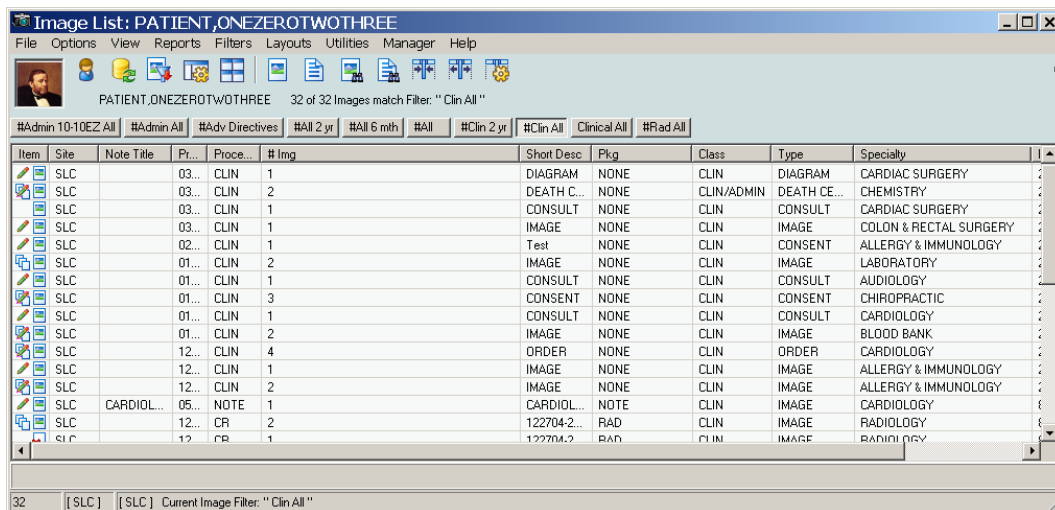 Image List: PATIENT,ONEZEROTWOTHREE
File Options View Reports Filters Layouts Utilities Manager Help
PATIENT,ONEZEROTWOTHREE 32 of 32 Images match Filter: " Clin All "
#Admin 10-10EZ All #Admin All #Adv Directives #All 2 yr #All 6 mth #All #Clin 2 yr #Clin All Clinical All #Rad All
Item Site Note Title Pr... Proce... # Img Short Desc Pkg Class Type Specialty
SLC 03... CLIN 1 DIAGRAM NONE CLIN DIAGRAM CARDIAC SURGERY
SLC 03... CLIN 2 DEATH C... NONE CLIN/ADMIN DEATH CE... CHEMISTRY
SLC 03... CLIN 1 CONSULT NONE CLIN CONSULT CARDIAC SURGERY
SLC 03... CLIN 1 IMAGE NONE CLIN IMAGE COLON & RECTAL SURGERY
SLC 02... CLIN 1 Test NONE CLIN CONSENT ALLERGY & IMMUNOLOGY
SLC 01... CLIN 2 IMAGE NONE CLIN IMAGE LABORATORY
SLC 01... CLIN 1 CONSULT NONE CLIN CONSULT AUDIOLOGY
SLC 01... CLIN 3 CONSENT NONE CLIN CONSENT CHIROPRACTIC
SLC 01... CLIN 1 CONSULT NONE CLIN CONSULT CARDIOLOGY
SLC 01... CLIN 2 IMAGE NONE CLIN IMAGE BLOOD BANK
SLC 12... CLIN 4 ORDER NONE CLIN ORDER CARDIOLOGY
SLC 12... CLIN 1 IMAGE NONE CLIN IMAGE ALLERGY & IMMUNOLOGY
SLC 12... CLIN 2 IMAGE NONE CLIN IMAGE ALLERGY & IMMUNOLOGY
SLC CARDIOL... 05... NOTE 1 CARDIOL... NOTE CLIN IMAGE CARDIOLOGY
SLC 12... CR 2 122704-2... RAD CLIN IMAGE RADIOLOGY
SLC 12... CR 1 122704-2... RAD CLIN IMAGE RADIOLOGY
32 [ SLC ] [ SLC ] Current Image Filter: " Clin All "